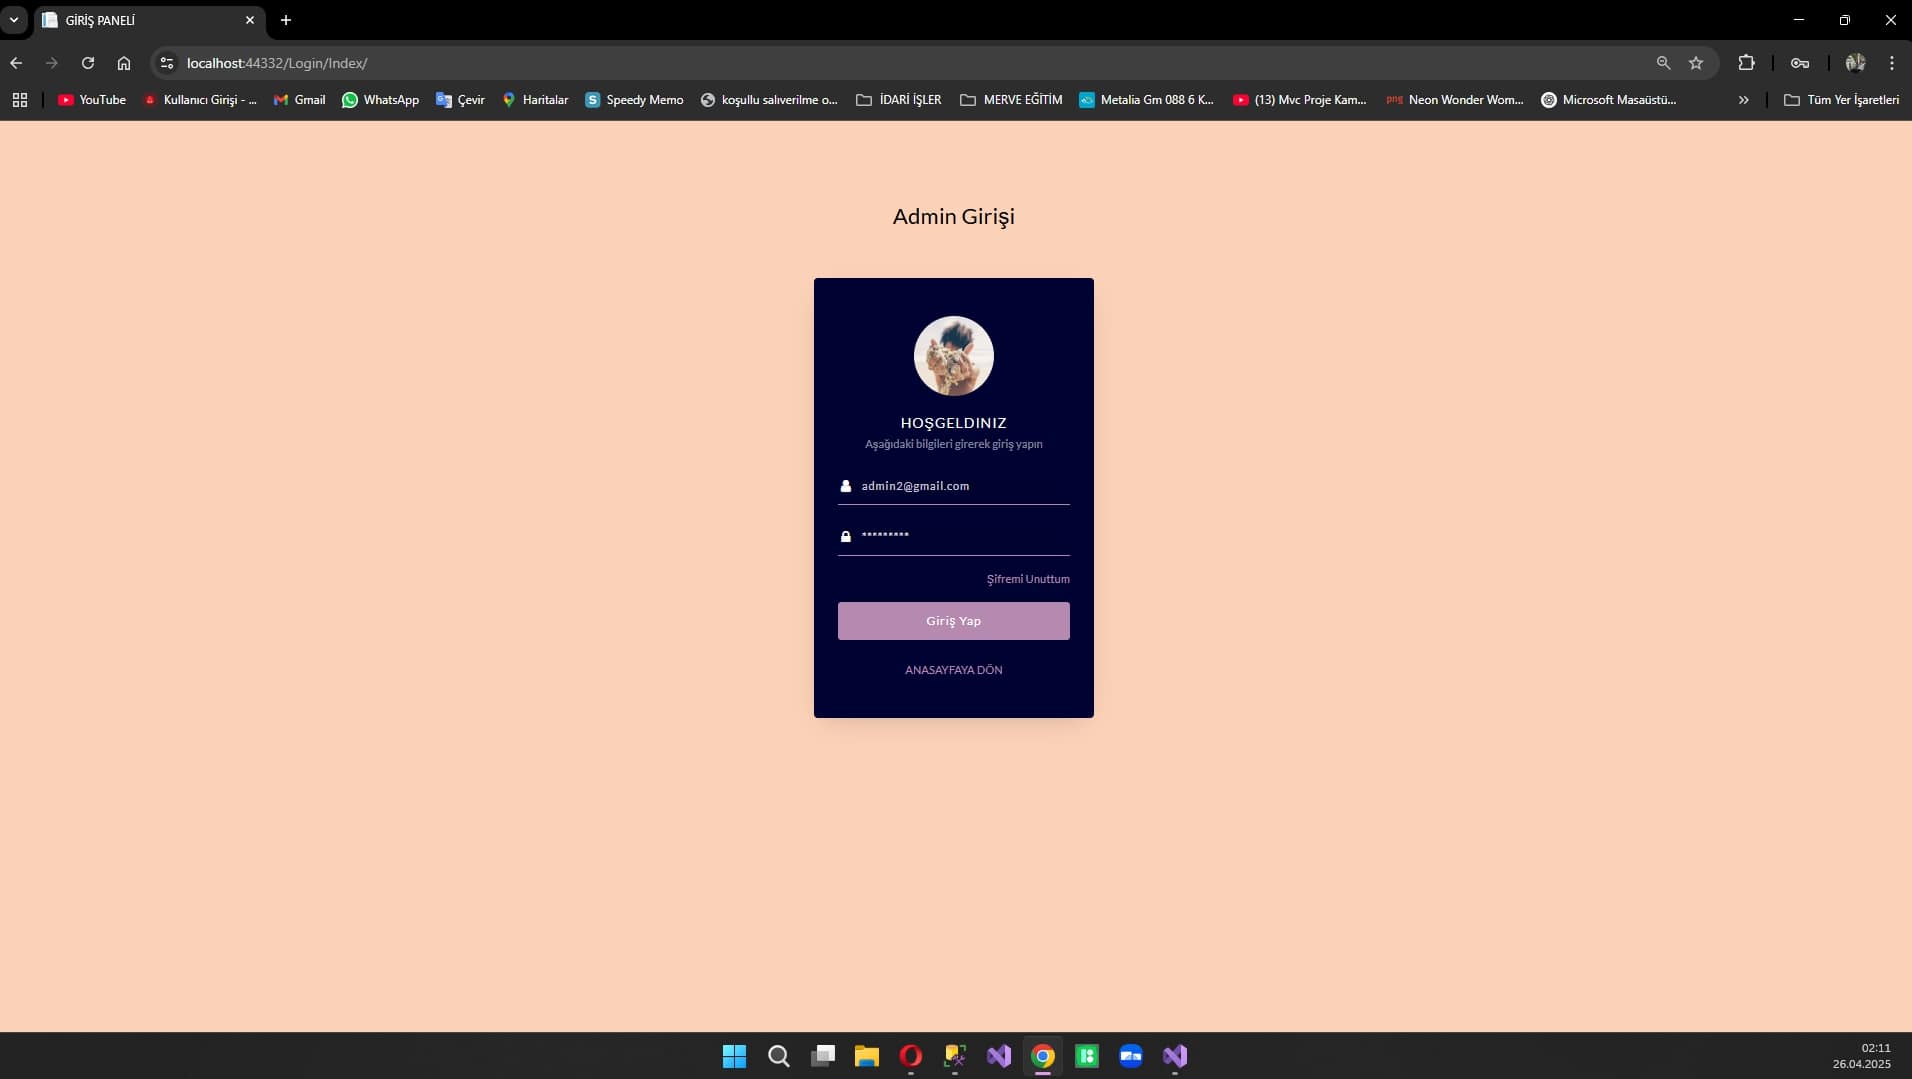 GİRİŞ PANELİ
localhost:44332/Login/Index/
YouTube Kullanıcı Girişi - ... Gmail WhatsApp Çevir Haritalar Speedy Memo koşullu salıverilme o... İDARİ İŞLER MERVE EĞİTİM Metalia Gm 088 6 K... (13) Mvc Proje Kam... png Neon Wonder Wom... Microsoft Masaüstü... » Tüm Yer İşaretleri
Admin Girişi
HOŞGELDINIZ
Aşağıdaki bilgileri girerek giriş yapın
admin2@gmail.com
*********
Şifremi Unuttum
Giriş Yap
ANASAYFAYA DÖN
02:11
26.04.2025